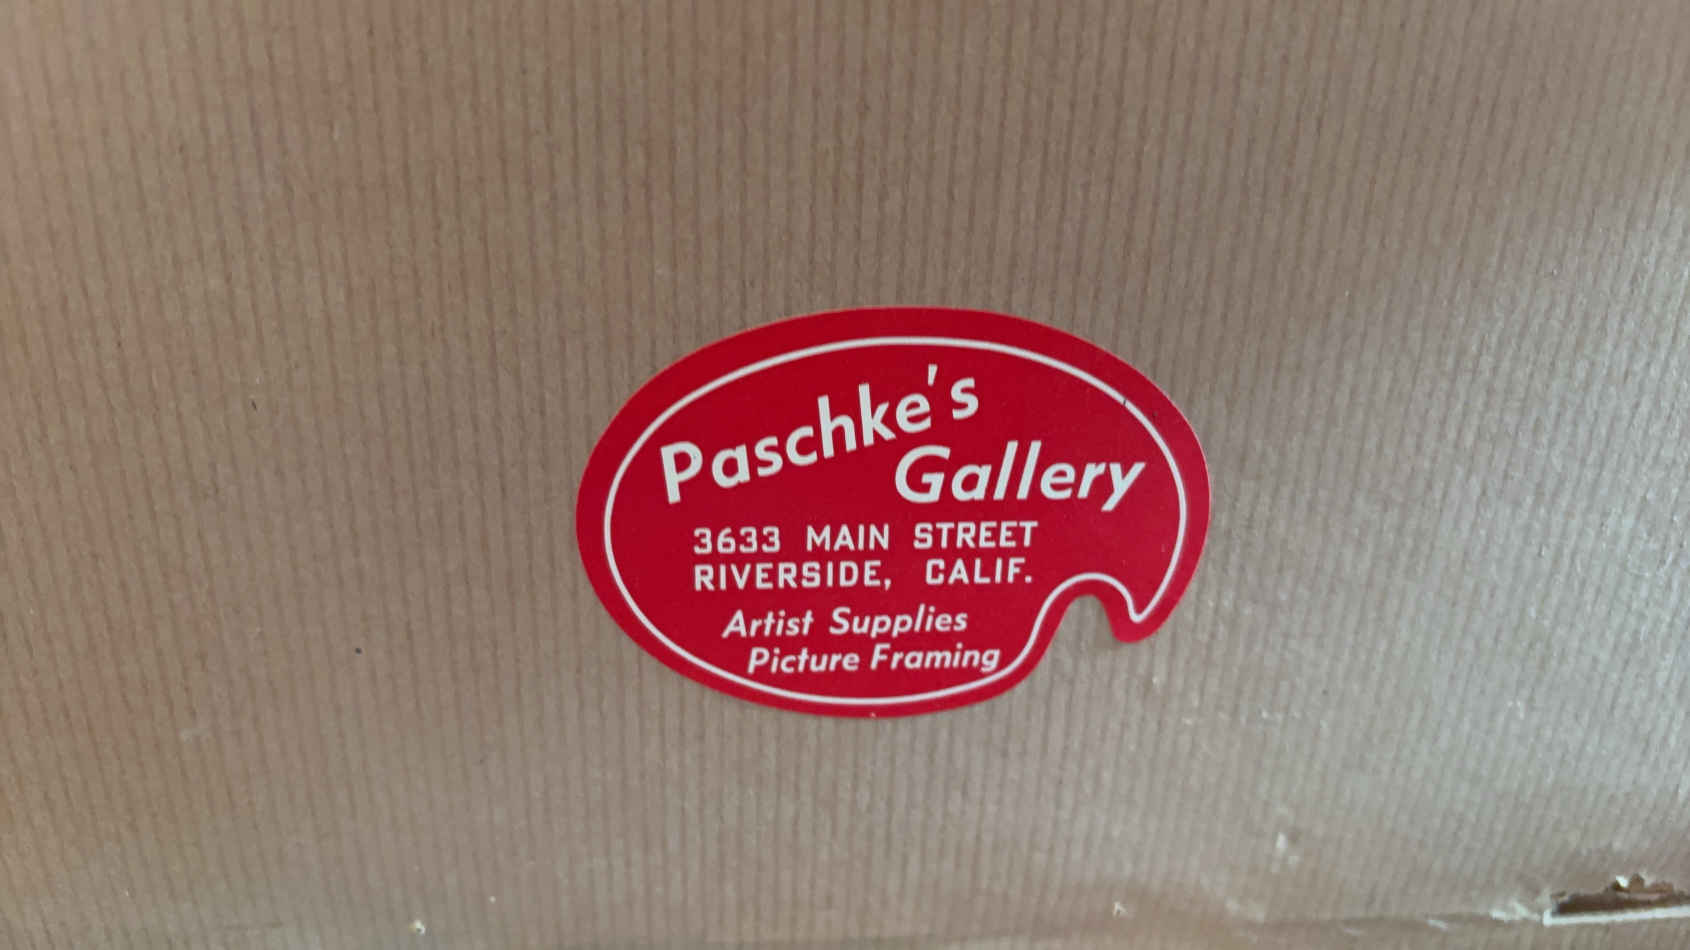 Paschke's
Gallery
3633 MAIN STREET
RIVERSIDE, CALIF.
Artist Supplies
Picture Framing